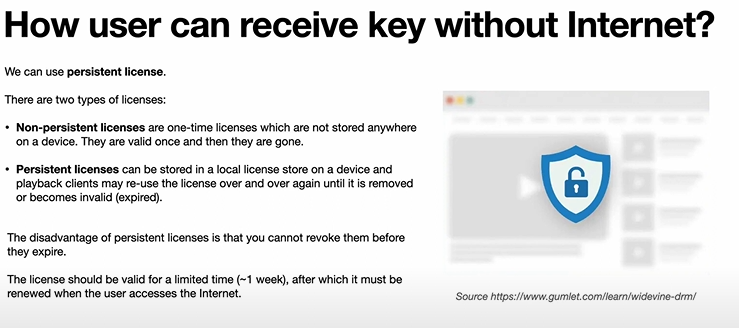 How user can receive key without Internet?
We can use persistent license.
There are two types of licenses:
• Non-persistent licenses are one-time licenses which are not stored anywhere
on a device. They are valid once and then they are gone.
• Persistent licenses can be stored in a local license store on a device and
playback clients may re-use the license over and over again until it is removed
or becomes invalid (expired).
The disadvantage of persistent licenses is that you cannot revoke them before
they expire.
The license should be valid for a limited time (~1 week), after which it must be
renewed when the user accesses the Internet.
Source https://www.gumlet.com/learn/widevine-drm/